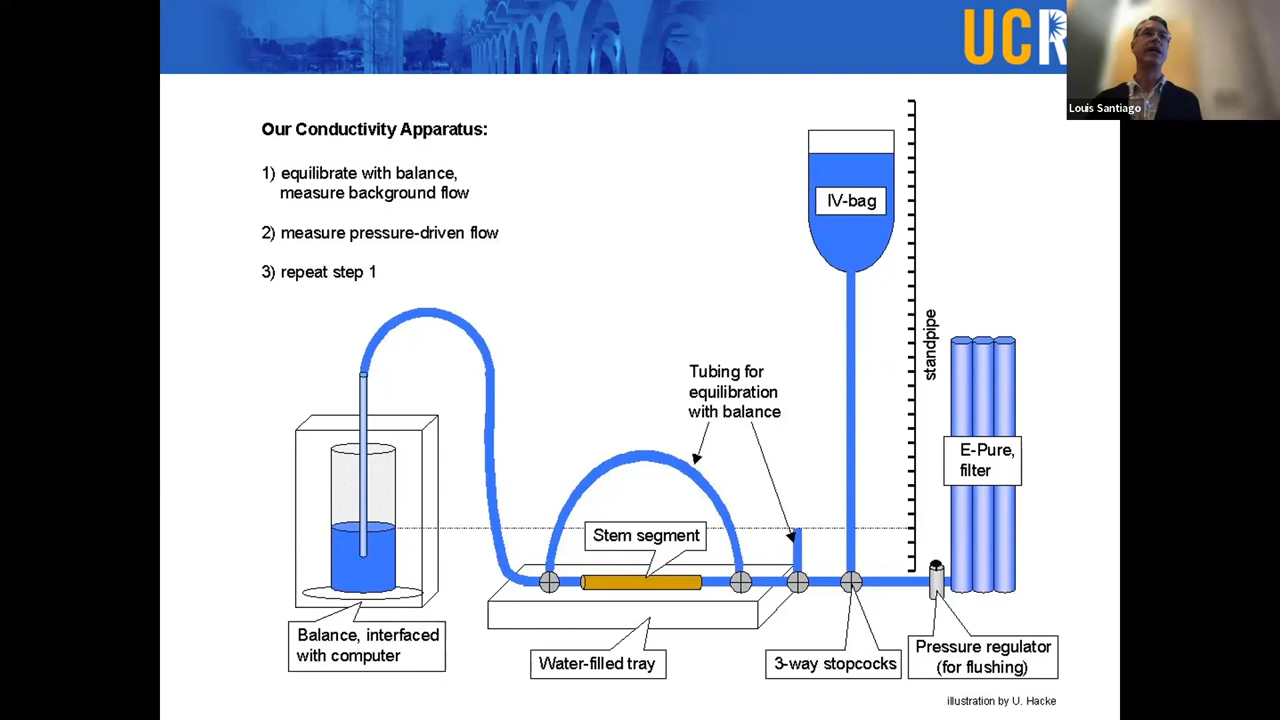 UCR
Louis Santiago
Our Conductivity Apparatus:
1) equilibrate with balance,
measure background flow
2) measure pressure-driven flow
3) repeat step 1
IV-bag
standpipe
Tubing for
equilibration
with balance
E-Pure,
filter
Stem segment
Balance, interfaced
with computer
Water-filled tray
3-way stopcocks
Pressure regulator
(for flushing)
illustration by U. Hacke